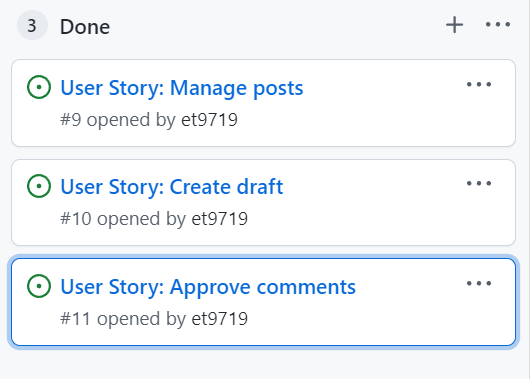 3 Done
User Story: Manage posts
#9 opened by et9719
User Story: Create draft
#10 opened by et9719
User Story: Approve comments
#11 opened by et9719